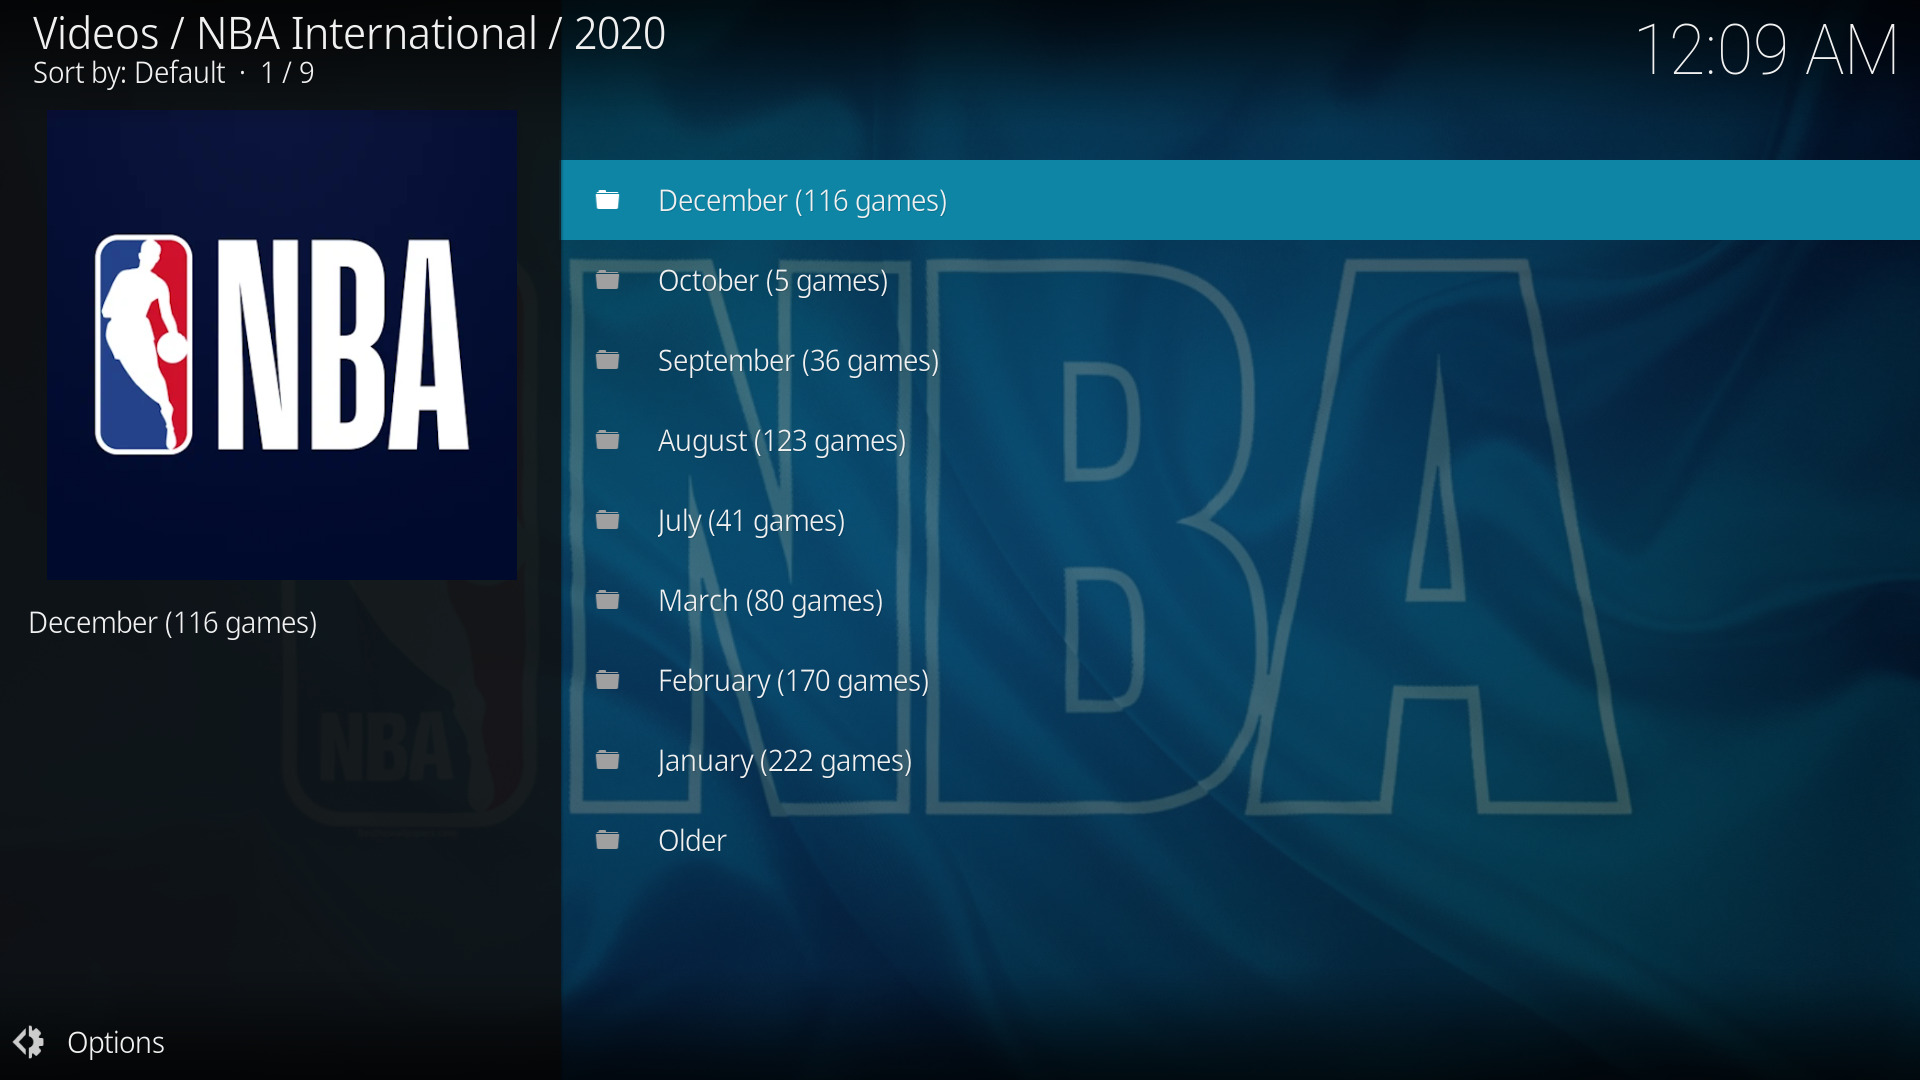 Videos / NBA International / 2020
Sort by: Default · 1 / 9
12:09 AM
NBA
December (116 games)
December (116 games)
October (5 games)
September (36 games)
August (123 games)
July (41 games)
March (80 games)
February (170 games)
January (222 games)
Older
NBA
NBA
Options